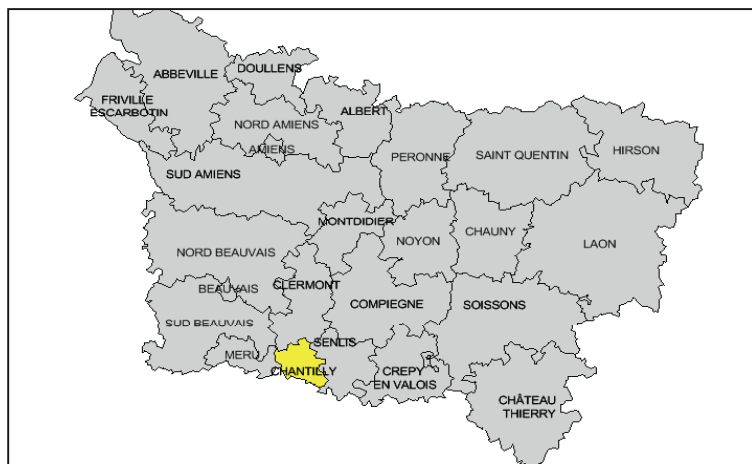 DOULLENS
ABBEVILLE
FRIVILLE
ESCARBOTIN
ALBERT
NORD AMIENS
AMIENS
PERONNE
SAINT QUENTIN
HIRSON
SUD AMIENS
MONTDIDIER
NOYON
CHAUNY
LAON
NORD BEAUVAIS
BEAUVAIS
CLERMONT
COMPIEGNE
SOISSONS
SUD BEAUVAIS
SENLIS
MERU
CHANTILLY
CREPY
EN VALOIS
CHÂTEAU
THIERRY